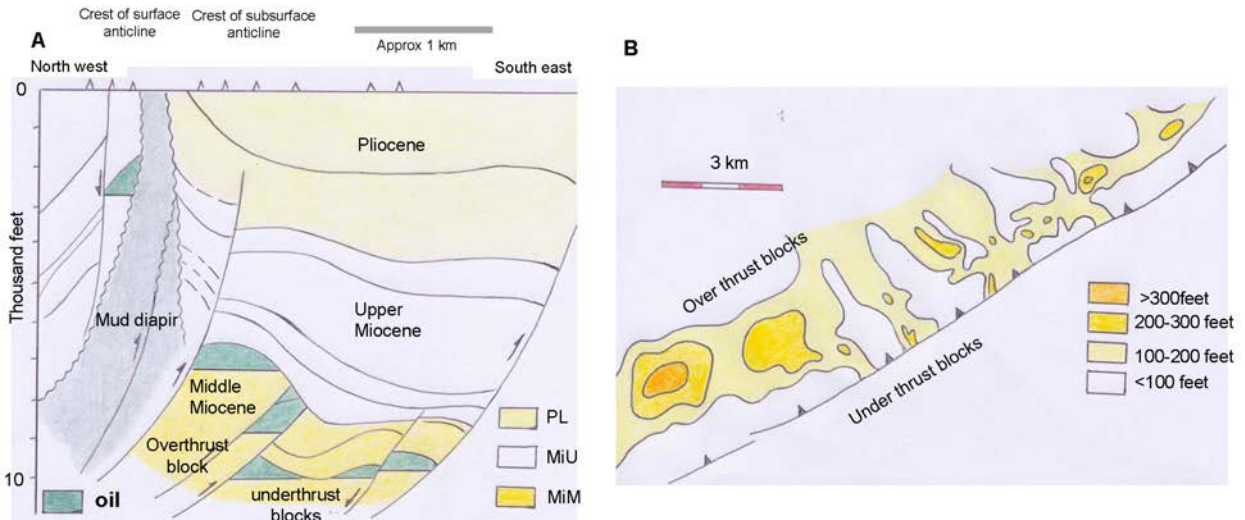 Crest of surface
anticline
Crest of subsurface
anticline
Approx 1 km
A
North west
South east
0
Pliocene
Thousand feet
Mud diapir
Upper
Miocene
Middle
Miocene
Overthrust
block
underthrust
blocks
10
oil
PL
MiU
MiM
B
3 km
Over thrust blocks
Under thrust blocks
>300feet
200-300 feet
100-200 feet
<100 feet